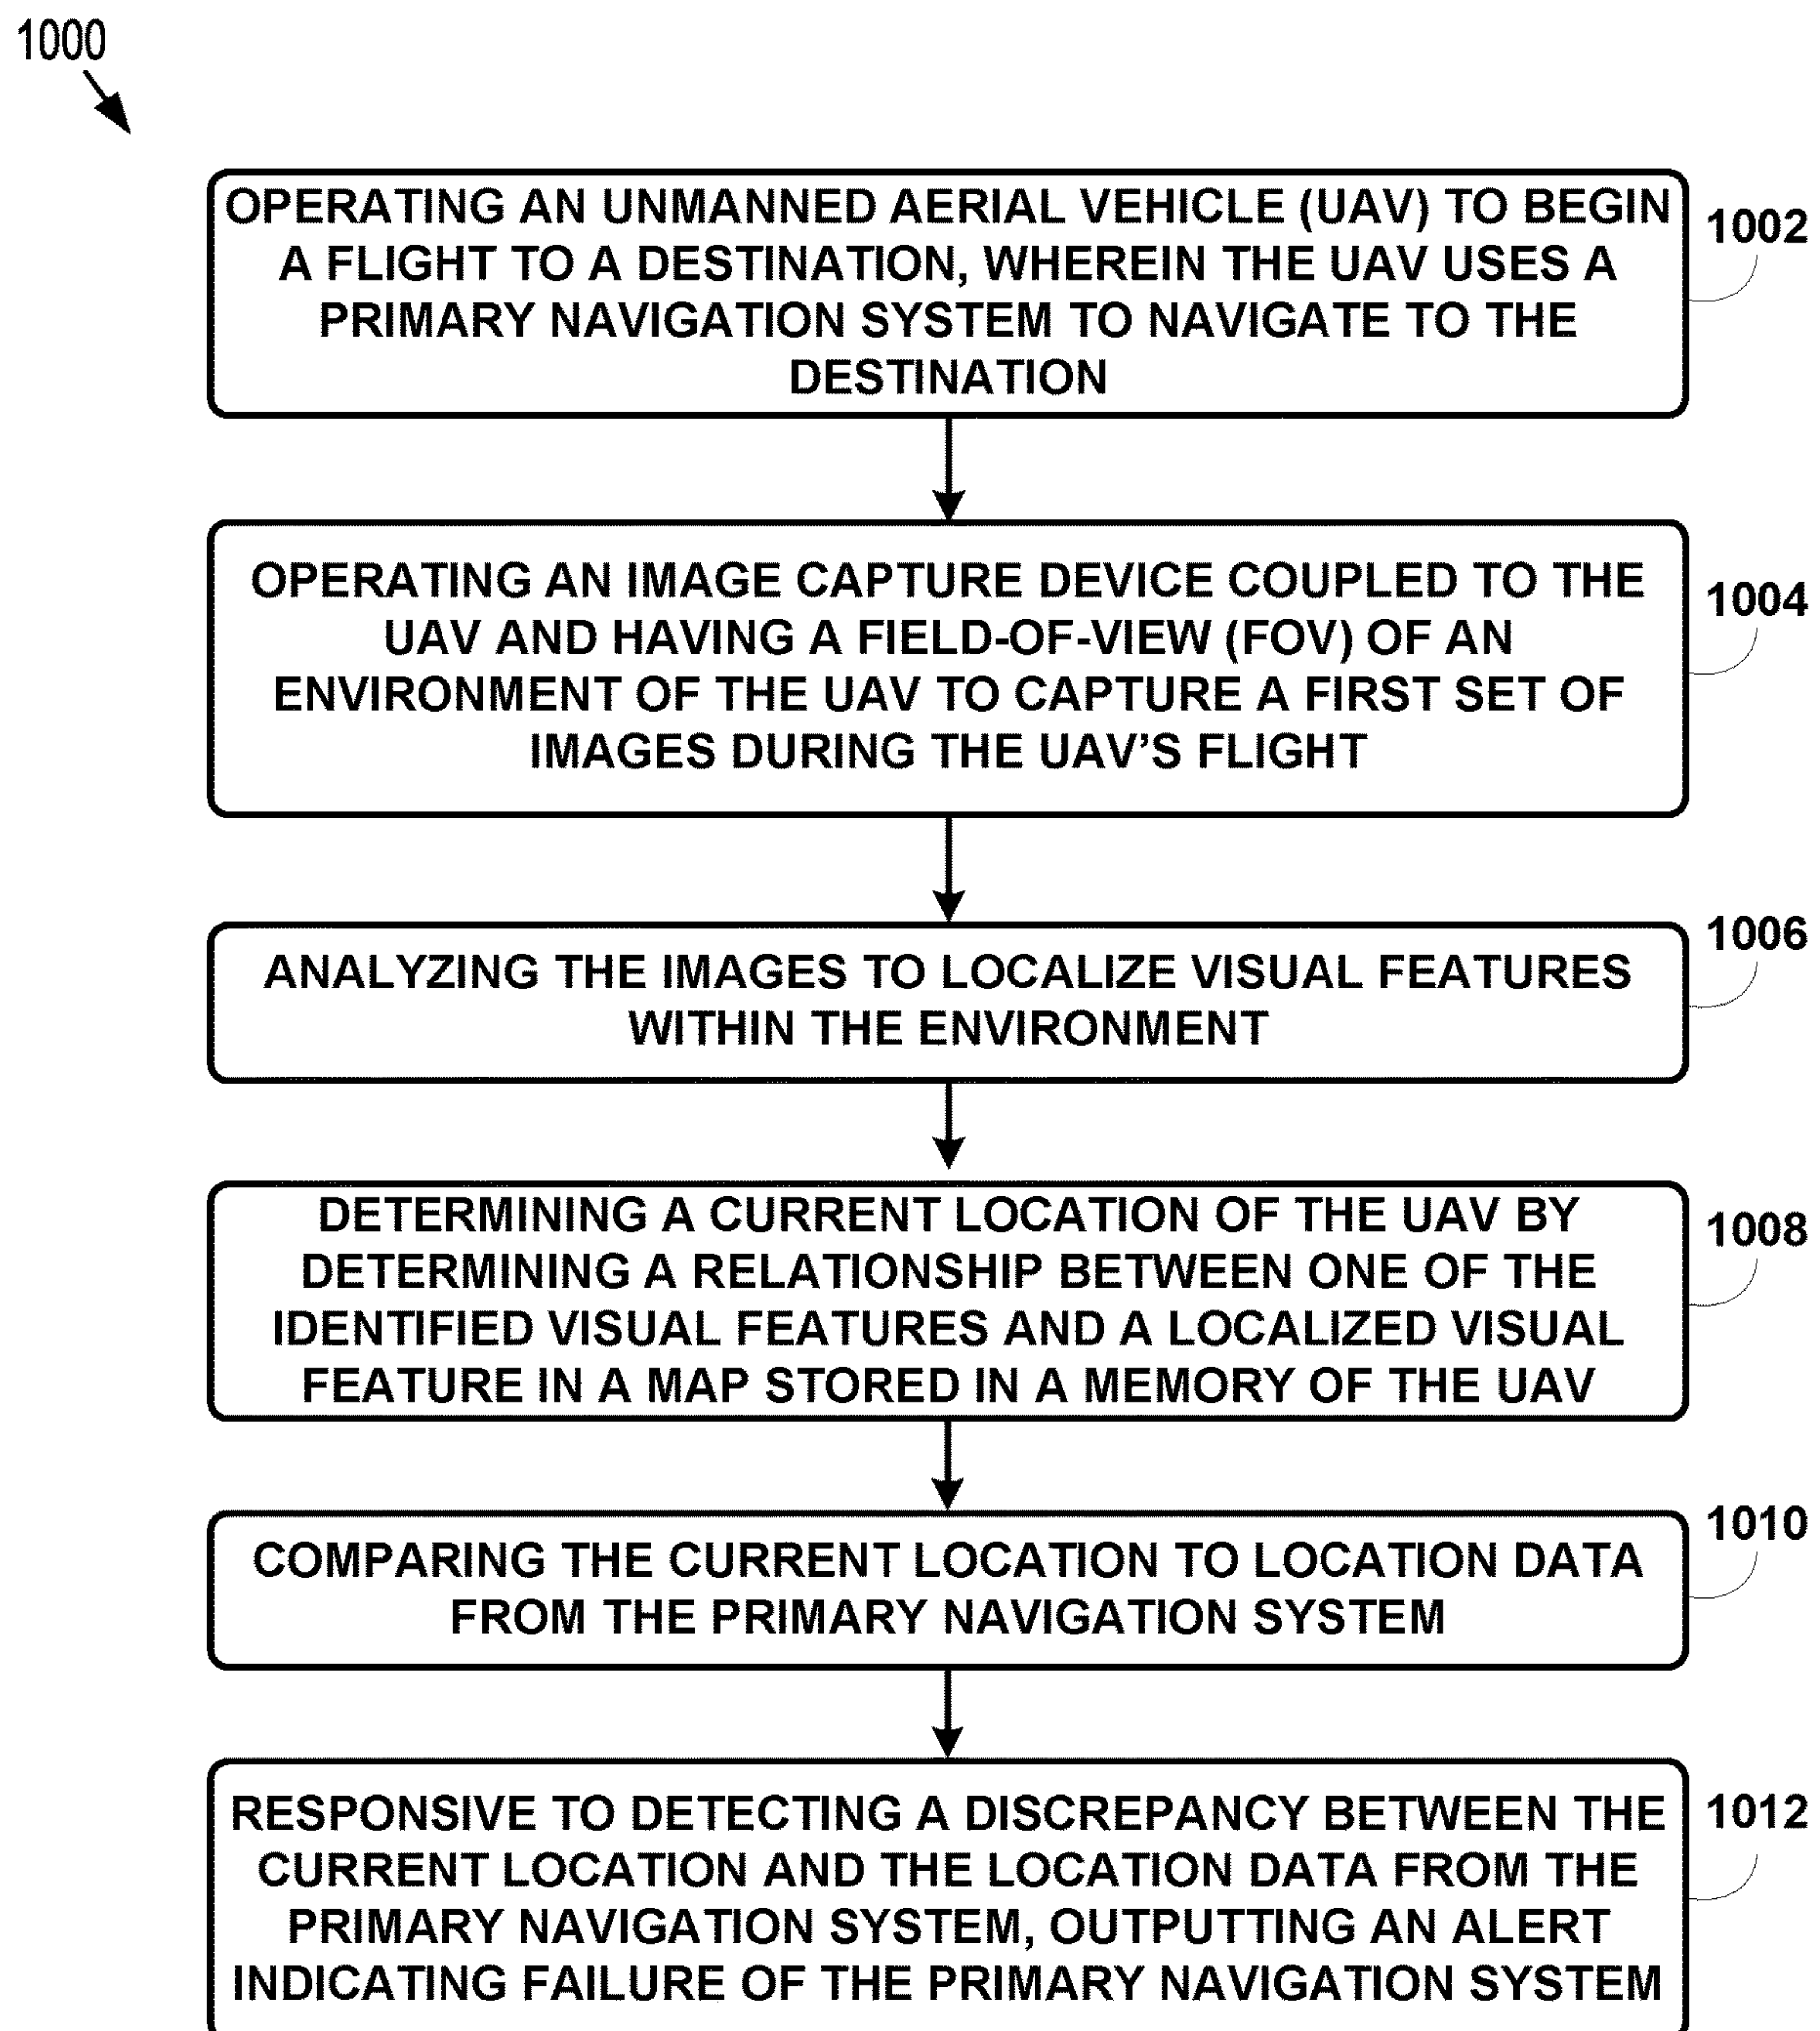 1000
OPERATING AN UNMANNED AERIAL VEHICLE (UAV) TO BEGIN
A FLIGHT TO A DESTINATION, WHEREIN THE UAV USES A
PRIMARY NAVIGATION SYSTEM TO NAVIGATE TO THE
DESTINATION
1002
OPERATING AN IMAGE CAPTURE DEVICE COUPLED TO THE
UAV AND HAVING A FIELD-OF-VIEW (FOV) OF AN
ENVIRONMENT OF THE UAV TO CAPTURE A FIRST SET OF
IMAGES DURING THE UAV’S FLIGHT
1004
ANALYZING THE IMAGES TO LOCALIZE VISUAL FEATURES
WITHIN THE ENVIRONMENT
1006
DETERMINING A CURRENT LOCATION OF THE UAV BY
DETERMINING A RELATIONSHIP BETWEEN ONE OF THE
IDENTIFIED VISUAL FEATURES AND A LOCALIZED VISUAL
FEATURE IN A MAP STORED IN A MEMORY OF THE UAV
1008
COMPARING THE CURRENT LOCATION TO LOCATION DATA
FROM THE PRIMARY NAVIGATION SYSTEM
1010
RESPONSIVE TO DETECTING A DISCREPANCY BETWEEN THE
CURRENT LOCATION AND THE LOCATION DATA FROM THE
PRIMARY NAVIGATION SYSTEM, OUTPUTTING AN ALERT
INDICATING FAILURE OF THE PRIMARY NAVIGATION SYSTEM
1012